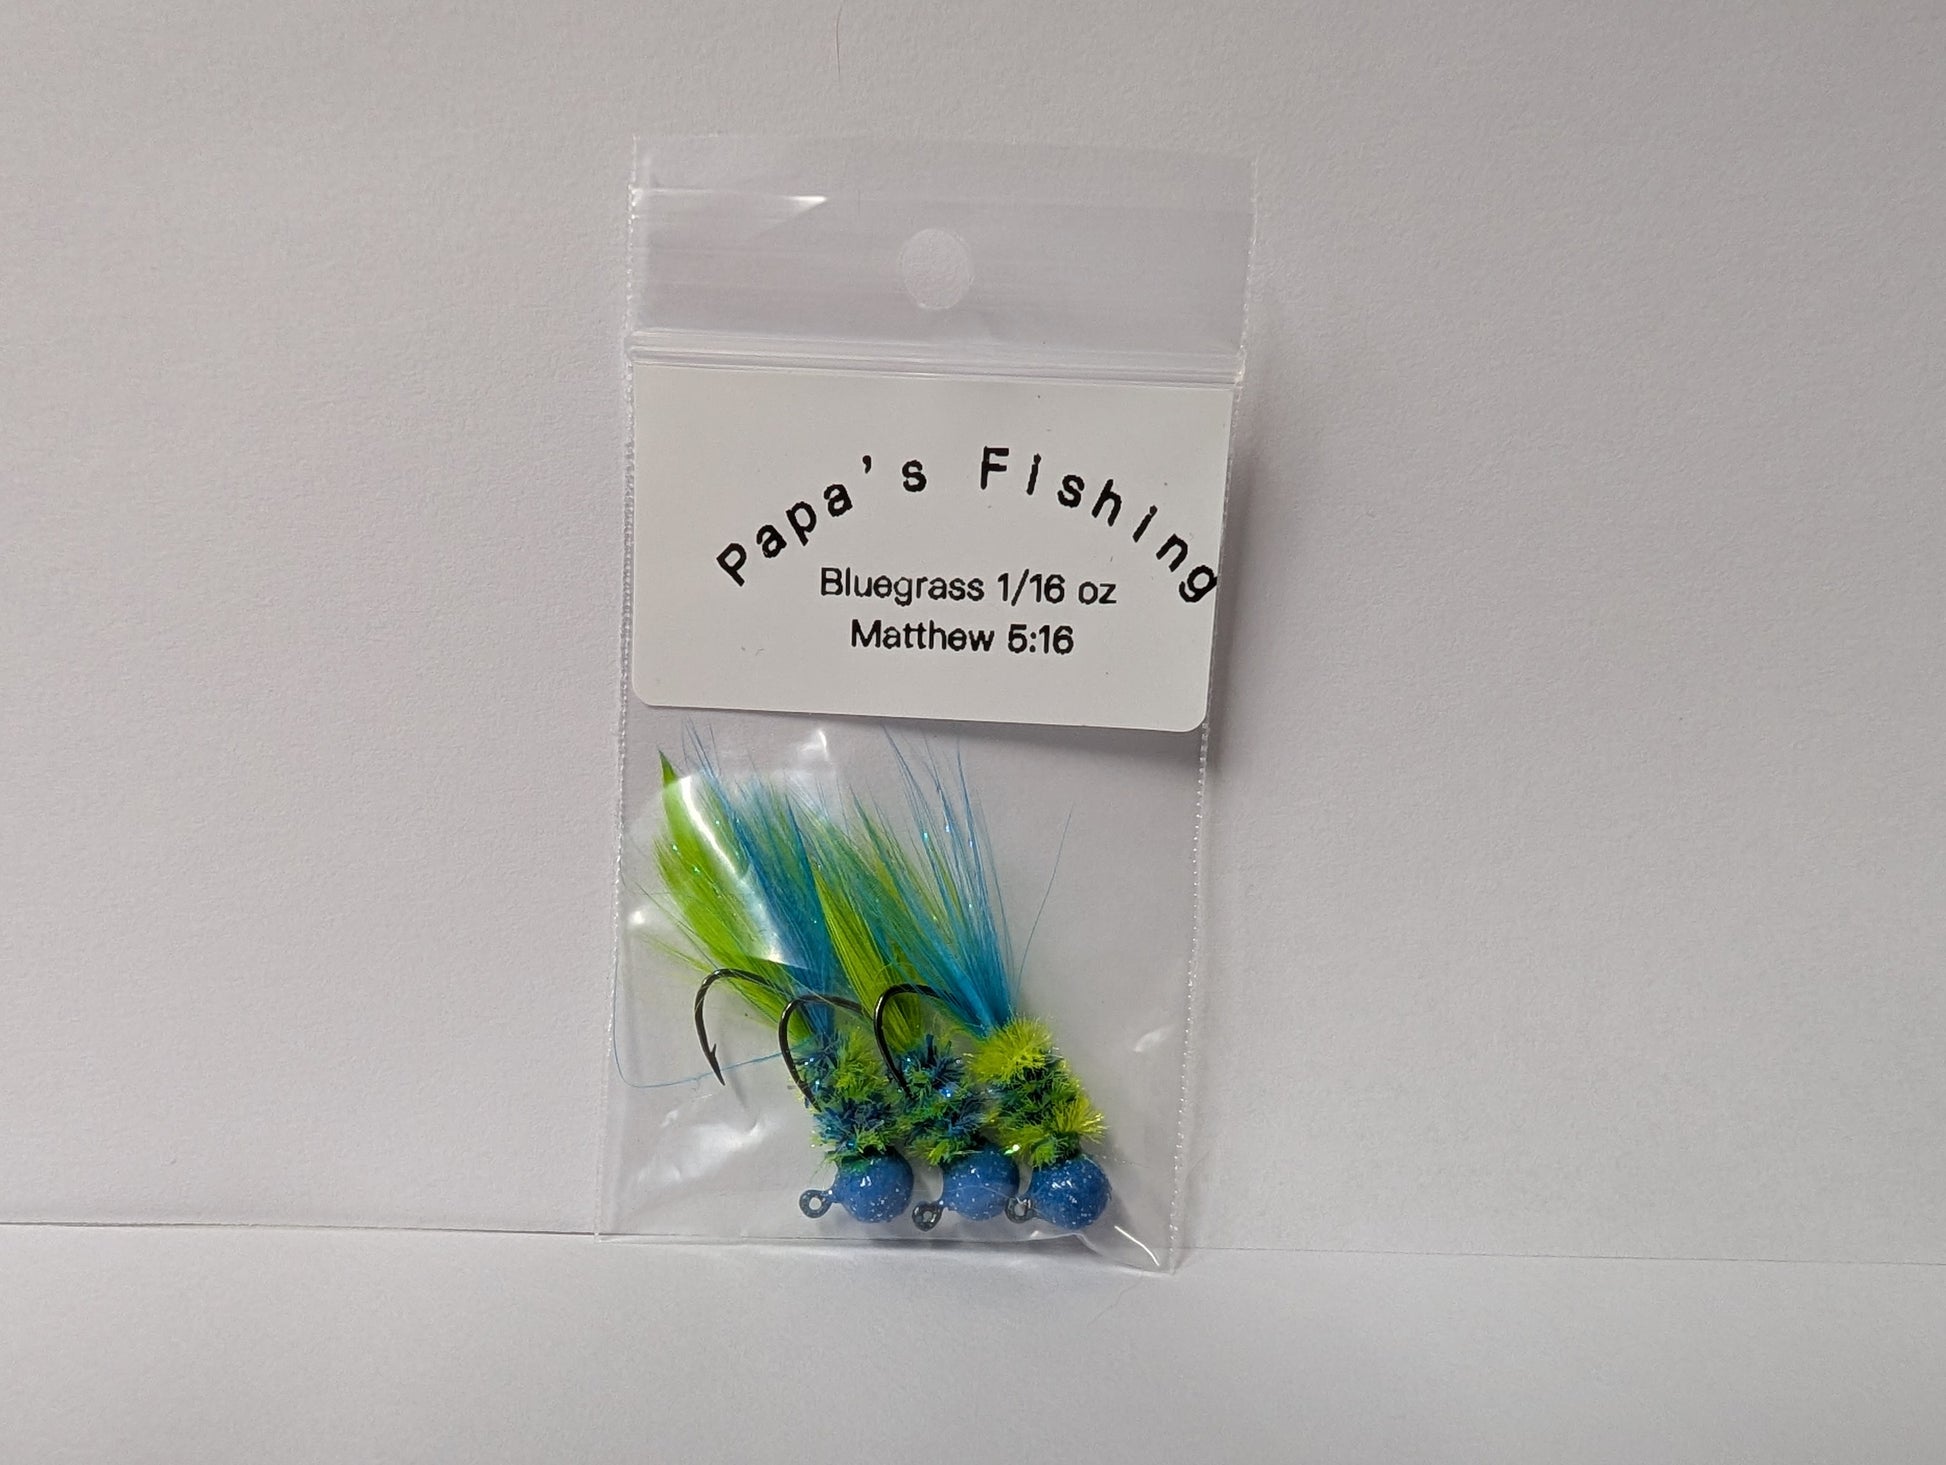 Papa's Fishing
Bluegrass 1/16 oz
Matthew 5:16